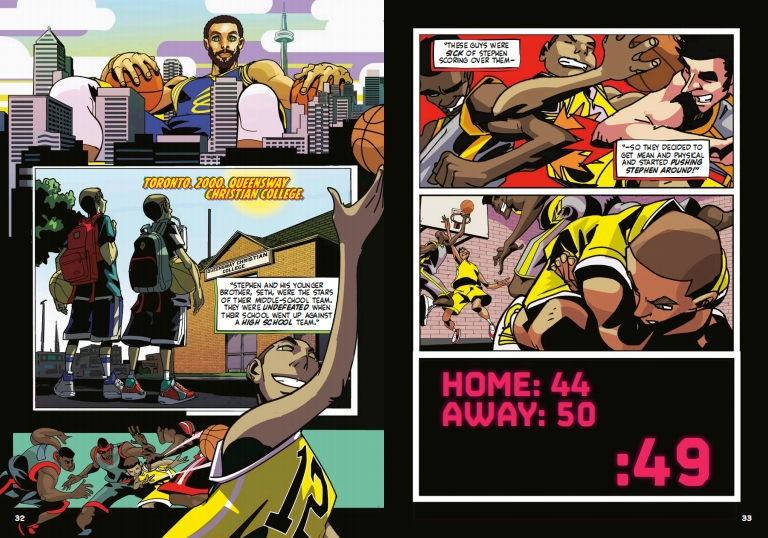 TORONTO. 2000. QUEENSWAY
CHRISTIAN COLLEGE.
QUEENSWAY CHRISTIAN
COLLEGE
"STEPHEN AND HIS YOUNGER
BROTHER, SETH, WERE THE STARS
OF THEIR MIDDLE-SCHOOL TEAM.
THEY WERE UNDEFEATED WHEN
THEIR SCHOOL WENT UP AGAINST
A HIGH SCHOOL TEAM."
12
32
"THESE GUYS WERE
SICK OF STEPHEN
SCORING OVER THEM–
"–SO THEY DECIDED TO
GET MEAN AND PHYSICAL
AND STARTED PUSHING
STEPHEN AROUND!"
HOME: 44
AWAY: 50
:49
33